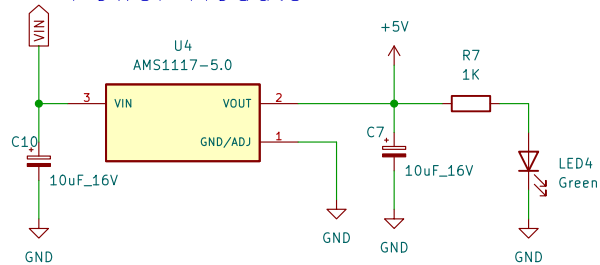 VIN
U4
AMS1117-5.0
3
VIN
VOUT
2
GND/ADJ
1
+5V
R7
1K
C10
+
10uF_16V
C7
+
10uF_16V
LED4
Green
GND
GND
GND
GND